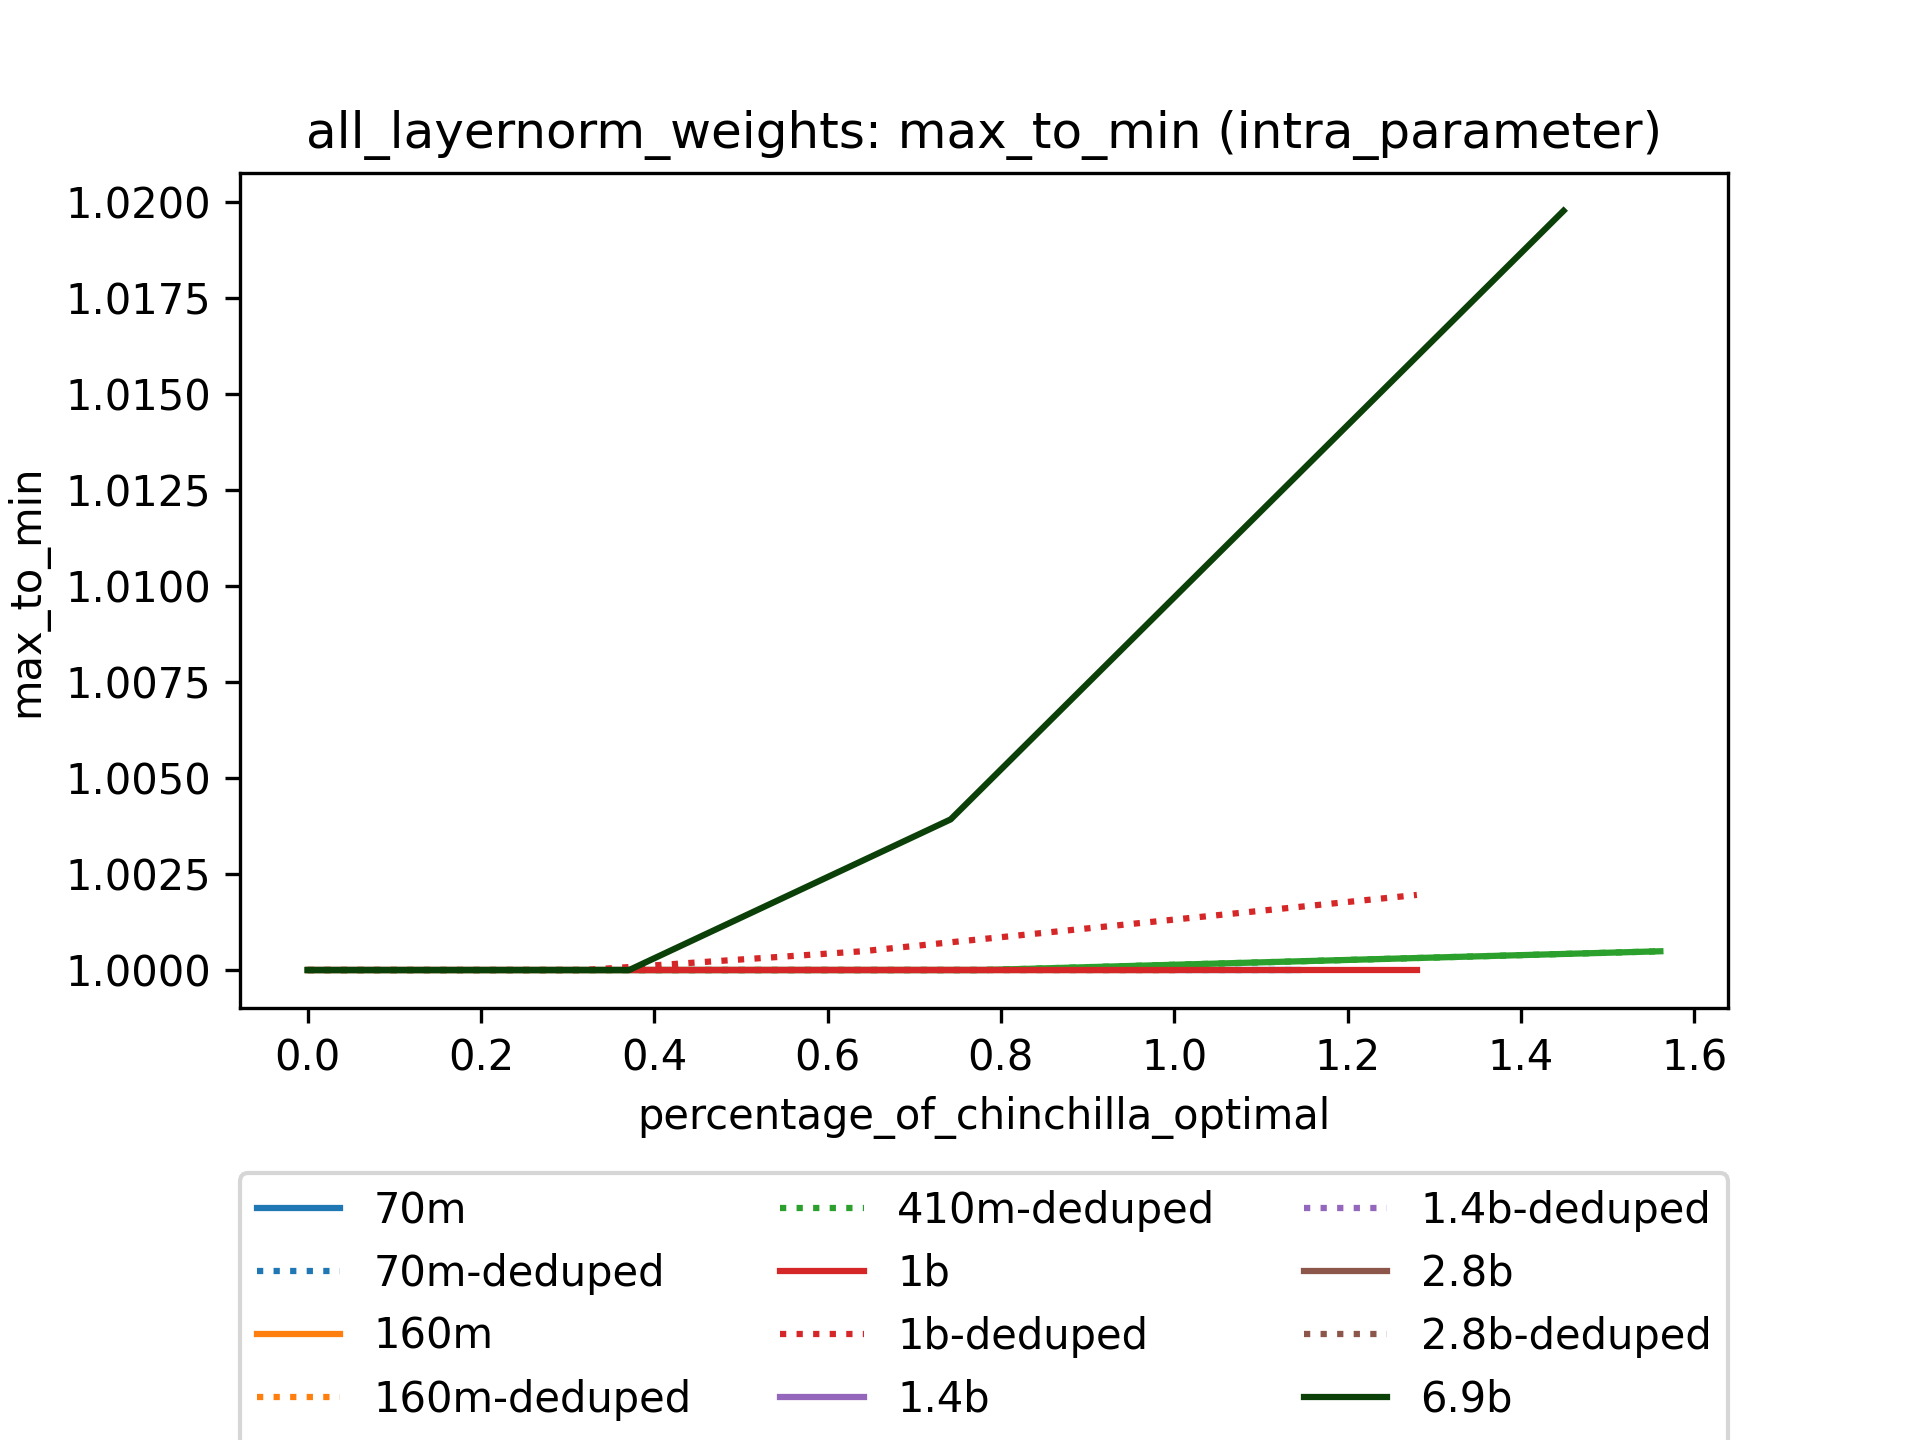 all_layernorm_weights: max_to_min (intra_parameter)
max_to_min
1.0200
1.0175
1.0150
1.0125
1.0100
1.0075
1.0050
1.0025
1.0000
0.0 0.2 0.4 0.6 0.8 1.0 1.2 1.4 1.6
percentage_of_chinchilla_optimal
70m
70m-deduped
160m
160m-deduped
410m-deduped
1b
1b-deduped
1.4b
1.4b-deduped
2.8b
2.8b-deduped
6.9b